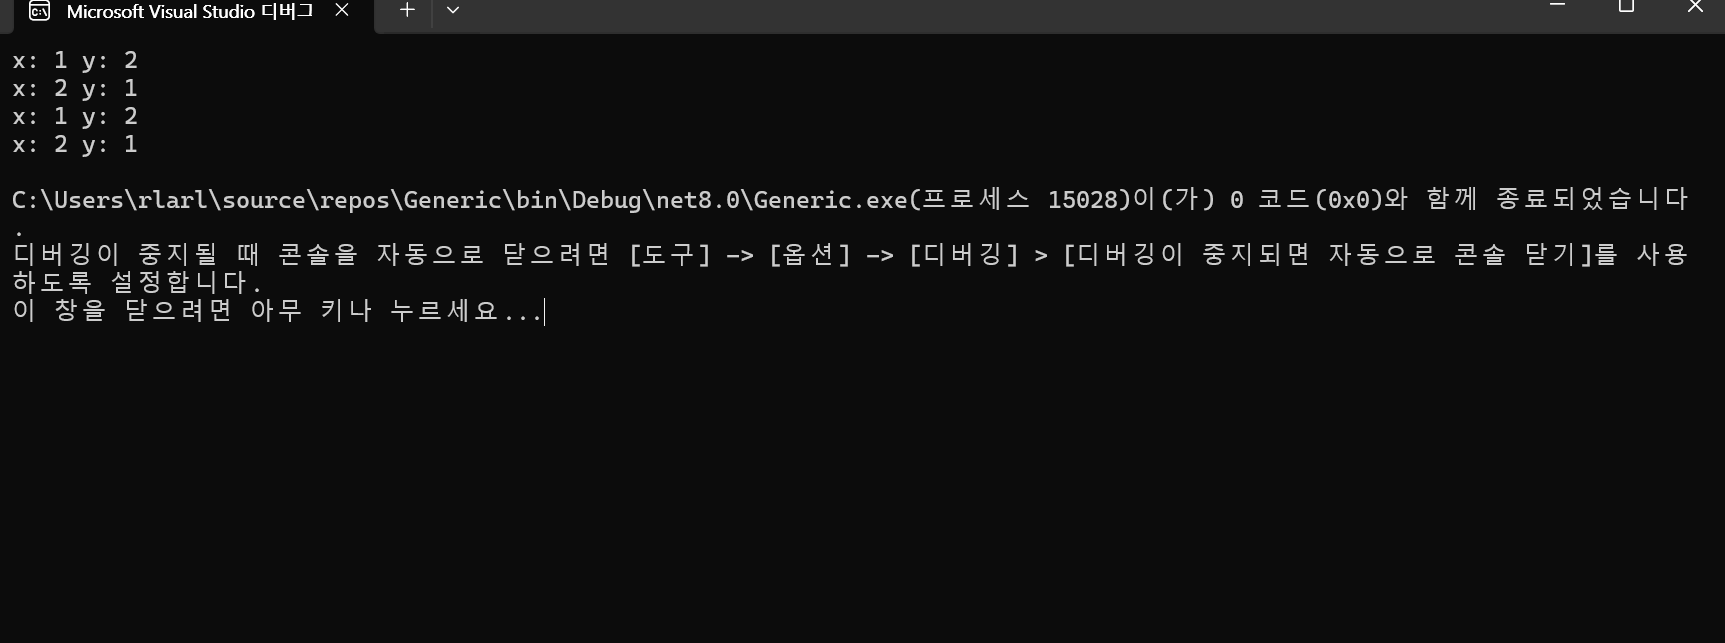 Microsoft Visual Studio 디버그
x: 1 y: 2
x: 2 y: 1
x: 1 y: 2
x: 2 y: 1
C:\Users\rlarl\source\repos\Generic\bin\Debug\net8.0\Generic.exe(프로세스 15028)이(가) 0 코드(0x0)와 함께 종료되었습니다
.
디버깅이 중지될 때 콘솔을 자동으로 닫으려면 [도구] -> [옵션] -> [디버깅] > [디버깅이 중지되면 자동으로 콘솔 닫기]를 사용
하도록 설정합니다.
이 창을 닫으려면 아무 키나 누르세요...